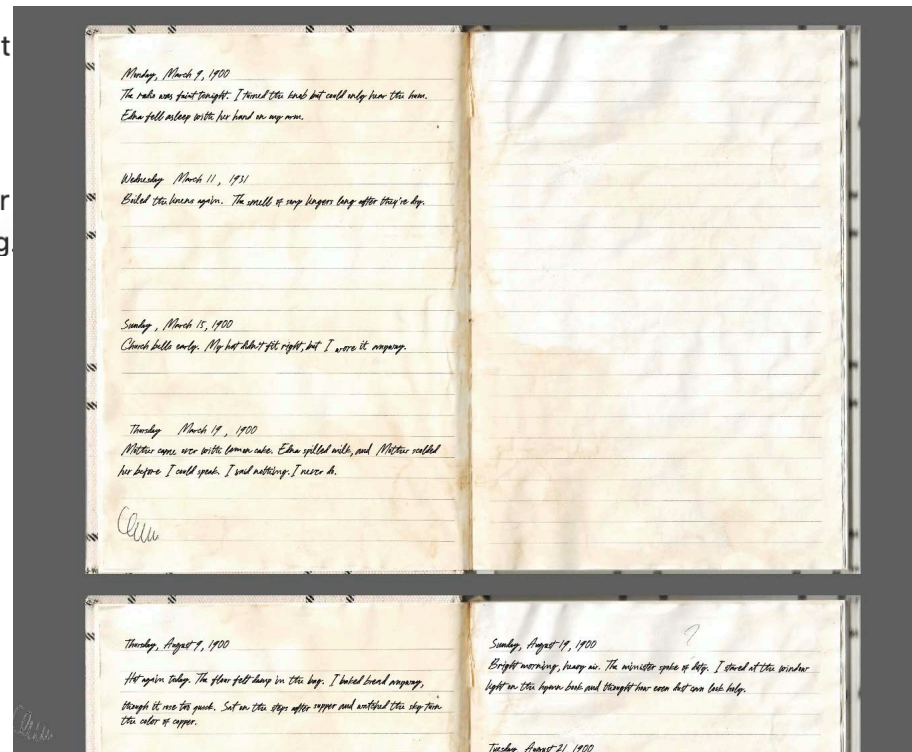 t
r
g.
Monday, March 9, 1900
The radio was faint tonight. I turned the knob but could only hear the hum.
Edna fell asleep with her hand on my arm.
Wednesday March 11, 1931
Boiled the linens again. The smell of soap lingers long after they're dry.
Sunday, March 15, 1900
Church bells early. My hat didn't fit right, but I wore it anyway.
Thursday March 19, 1900
Mother came over with lemon cake. Edna spilled milk, and Mother scolded
her before I could speak. I said nothing. I never do.
Thursday, August 9, 1900
Hot again today. The flour felt damp in the bag. I baked bread anyway,
though it rose too quick. Sat on the steps after supper and watched the sky turn
the color of copper.
?
Sunday, August 19, 1900
Bright morning, heavy air. The minister spoke of duty. I stared at the window
light on the hymn book and thought how even dust can look holy.
Tuesday, August 21, 1900